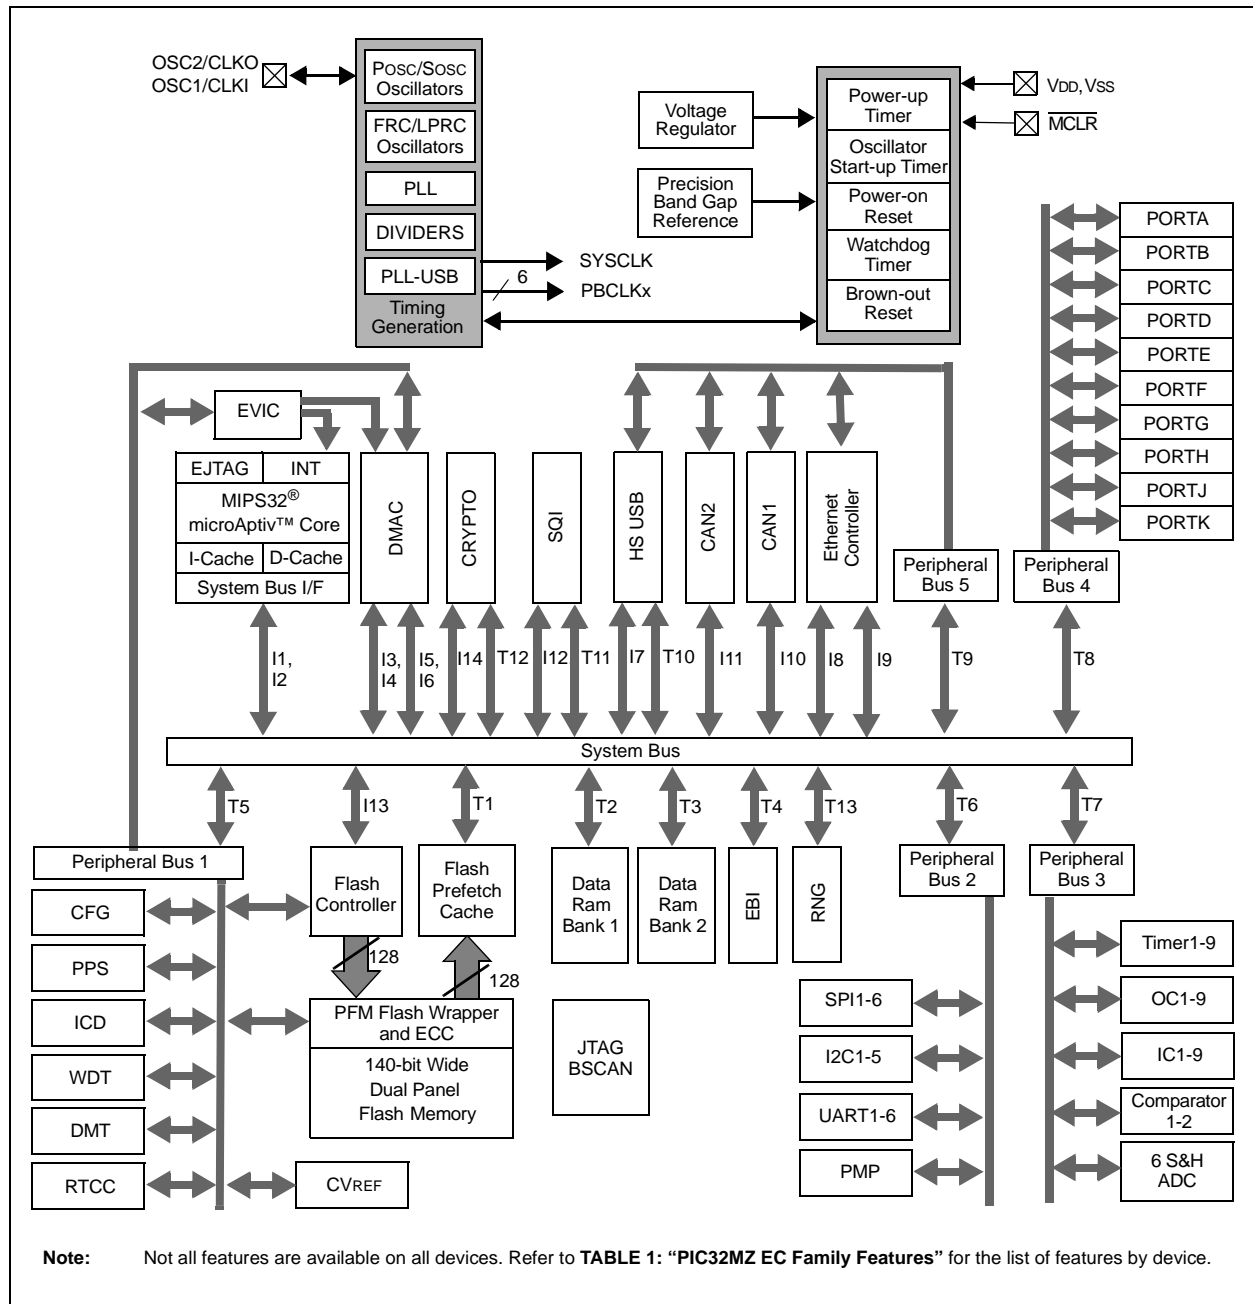 OSC2/CLKO
OSC1/CLKI
POSC/SOSC
Oscillators
FRC/LPRC
Oscillators
PLL
DIVIDERS
PLL-USB
Timing
Generation
6
SYSCLK
PBCLKx
Voltage
Regulator
Precision
Band Gap
Reference
Power-up
Timer
Oscillator
Start-up Timer
Power-on
Reset
Watchdog
Timer
Brown-out
Reset
VDD, VSS
MCLR
PORTA
PORTB
PORTC
PORTD
PORTE
PORTF
PORTG
PORTH
PORTJ
PORTK
EVIC
EJTAG
INT
MIPS32®
microAptiv™ Core
I-Cache
D-Cache
System Bus I/F
DMAC
CRYPTO
SQI
HS USB
CAN2
CAN1
Ethernet
Controller
Peripheral
Bus 5
Peripheral
Bus 4
I1,
I2
I3,
I4
I5,
I6
I14
T12
I12
T11
I7
T10
I11
I10
I8
I9
T9
T8
System Bus
T5
I13
T1
T2
T3
T4
T13
T6
T7
Peripheral Bus 1
Flash
Controller
Flash
Prefetch
Cache
Data
Ram
Bank 1
Data
Ram
Bank 2
EBI
RNG
Peripheral
Bus 2
Peripheral
Bus 3
CFG
PPS
ICD
WDT
DMT
RTCC
128
128
PFM Flash Wrapper
and ECC
140-bit Wide
Dual Panel
Flash Memory
CVREF
JTAG
BSCAN
SPI1-6
I2C1-5
UART1-6
PMP
Timer1-9
OC1-9
IC1-9
Comparator
1-2
6 S&H
ADC
Note: Not all features are available on all devices. Refer to TABLE 1: “PIC32MZ EC Family Features” for the list of features by device.